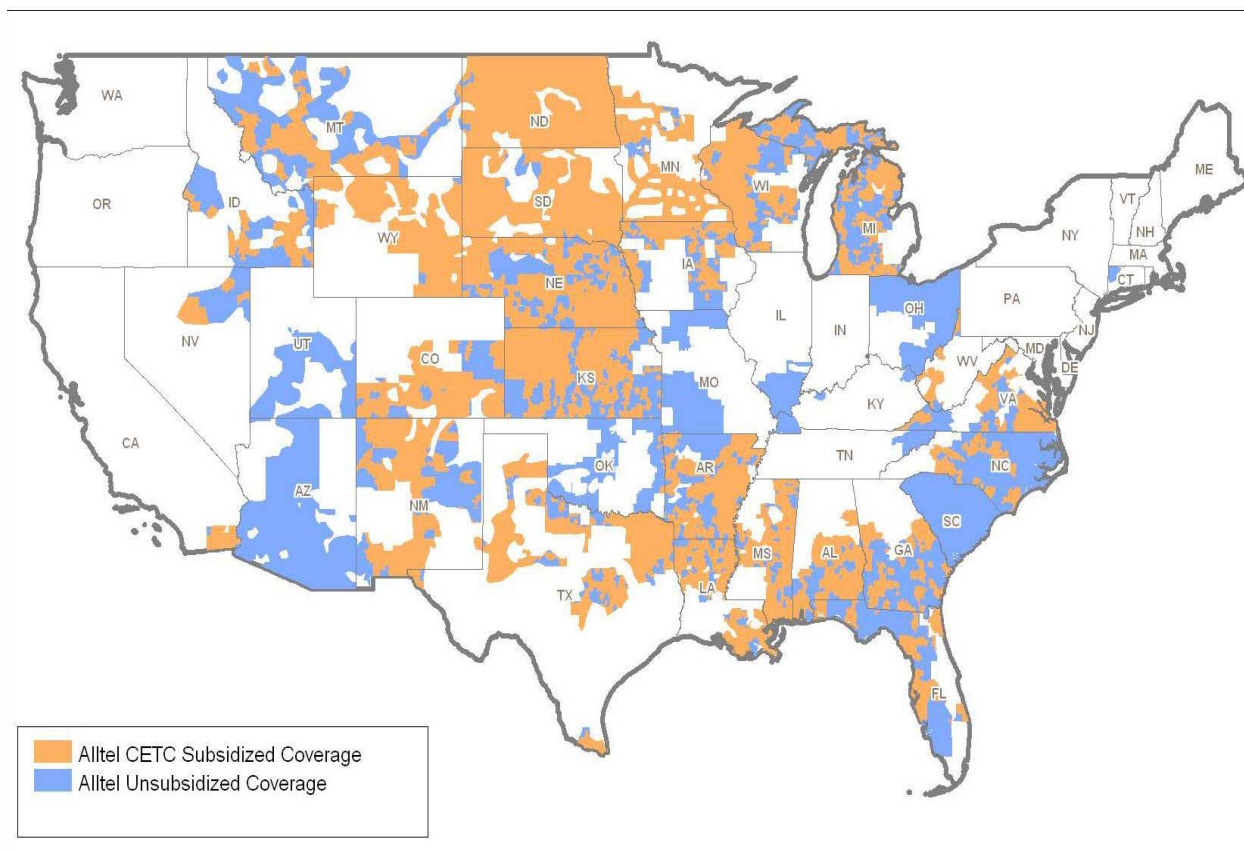 WA
MT
ND
MN
ME
VT
NH
OR
ID
SD
WI
NY
MA
WY
MI
CT
IA
NE
PA
NJ
OH
IL
IN
MD
DE
NV
UT
CO
WV
KS
MO
VA
KY
CA
TN
NC
OK
AR
AZ
NM
SC
MS
AL
GA
TX
LA
FL
Alltel CETC Subsidized Coverage
Alltel Unsubsidized Coverage